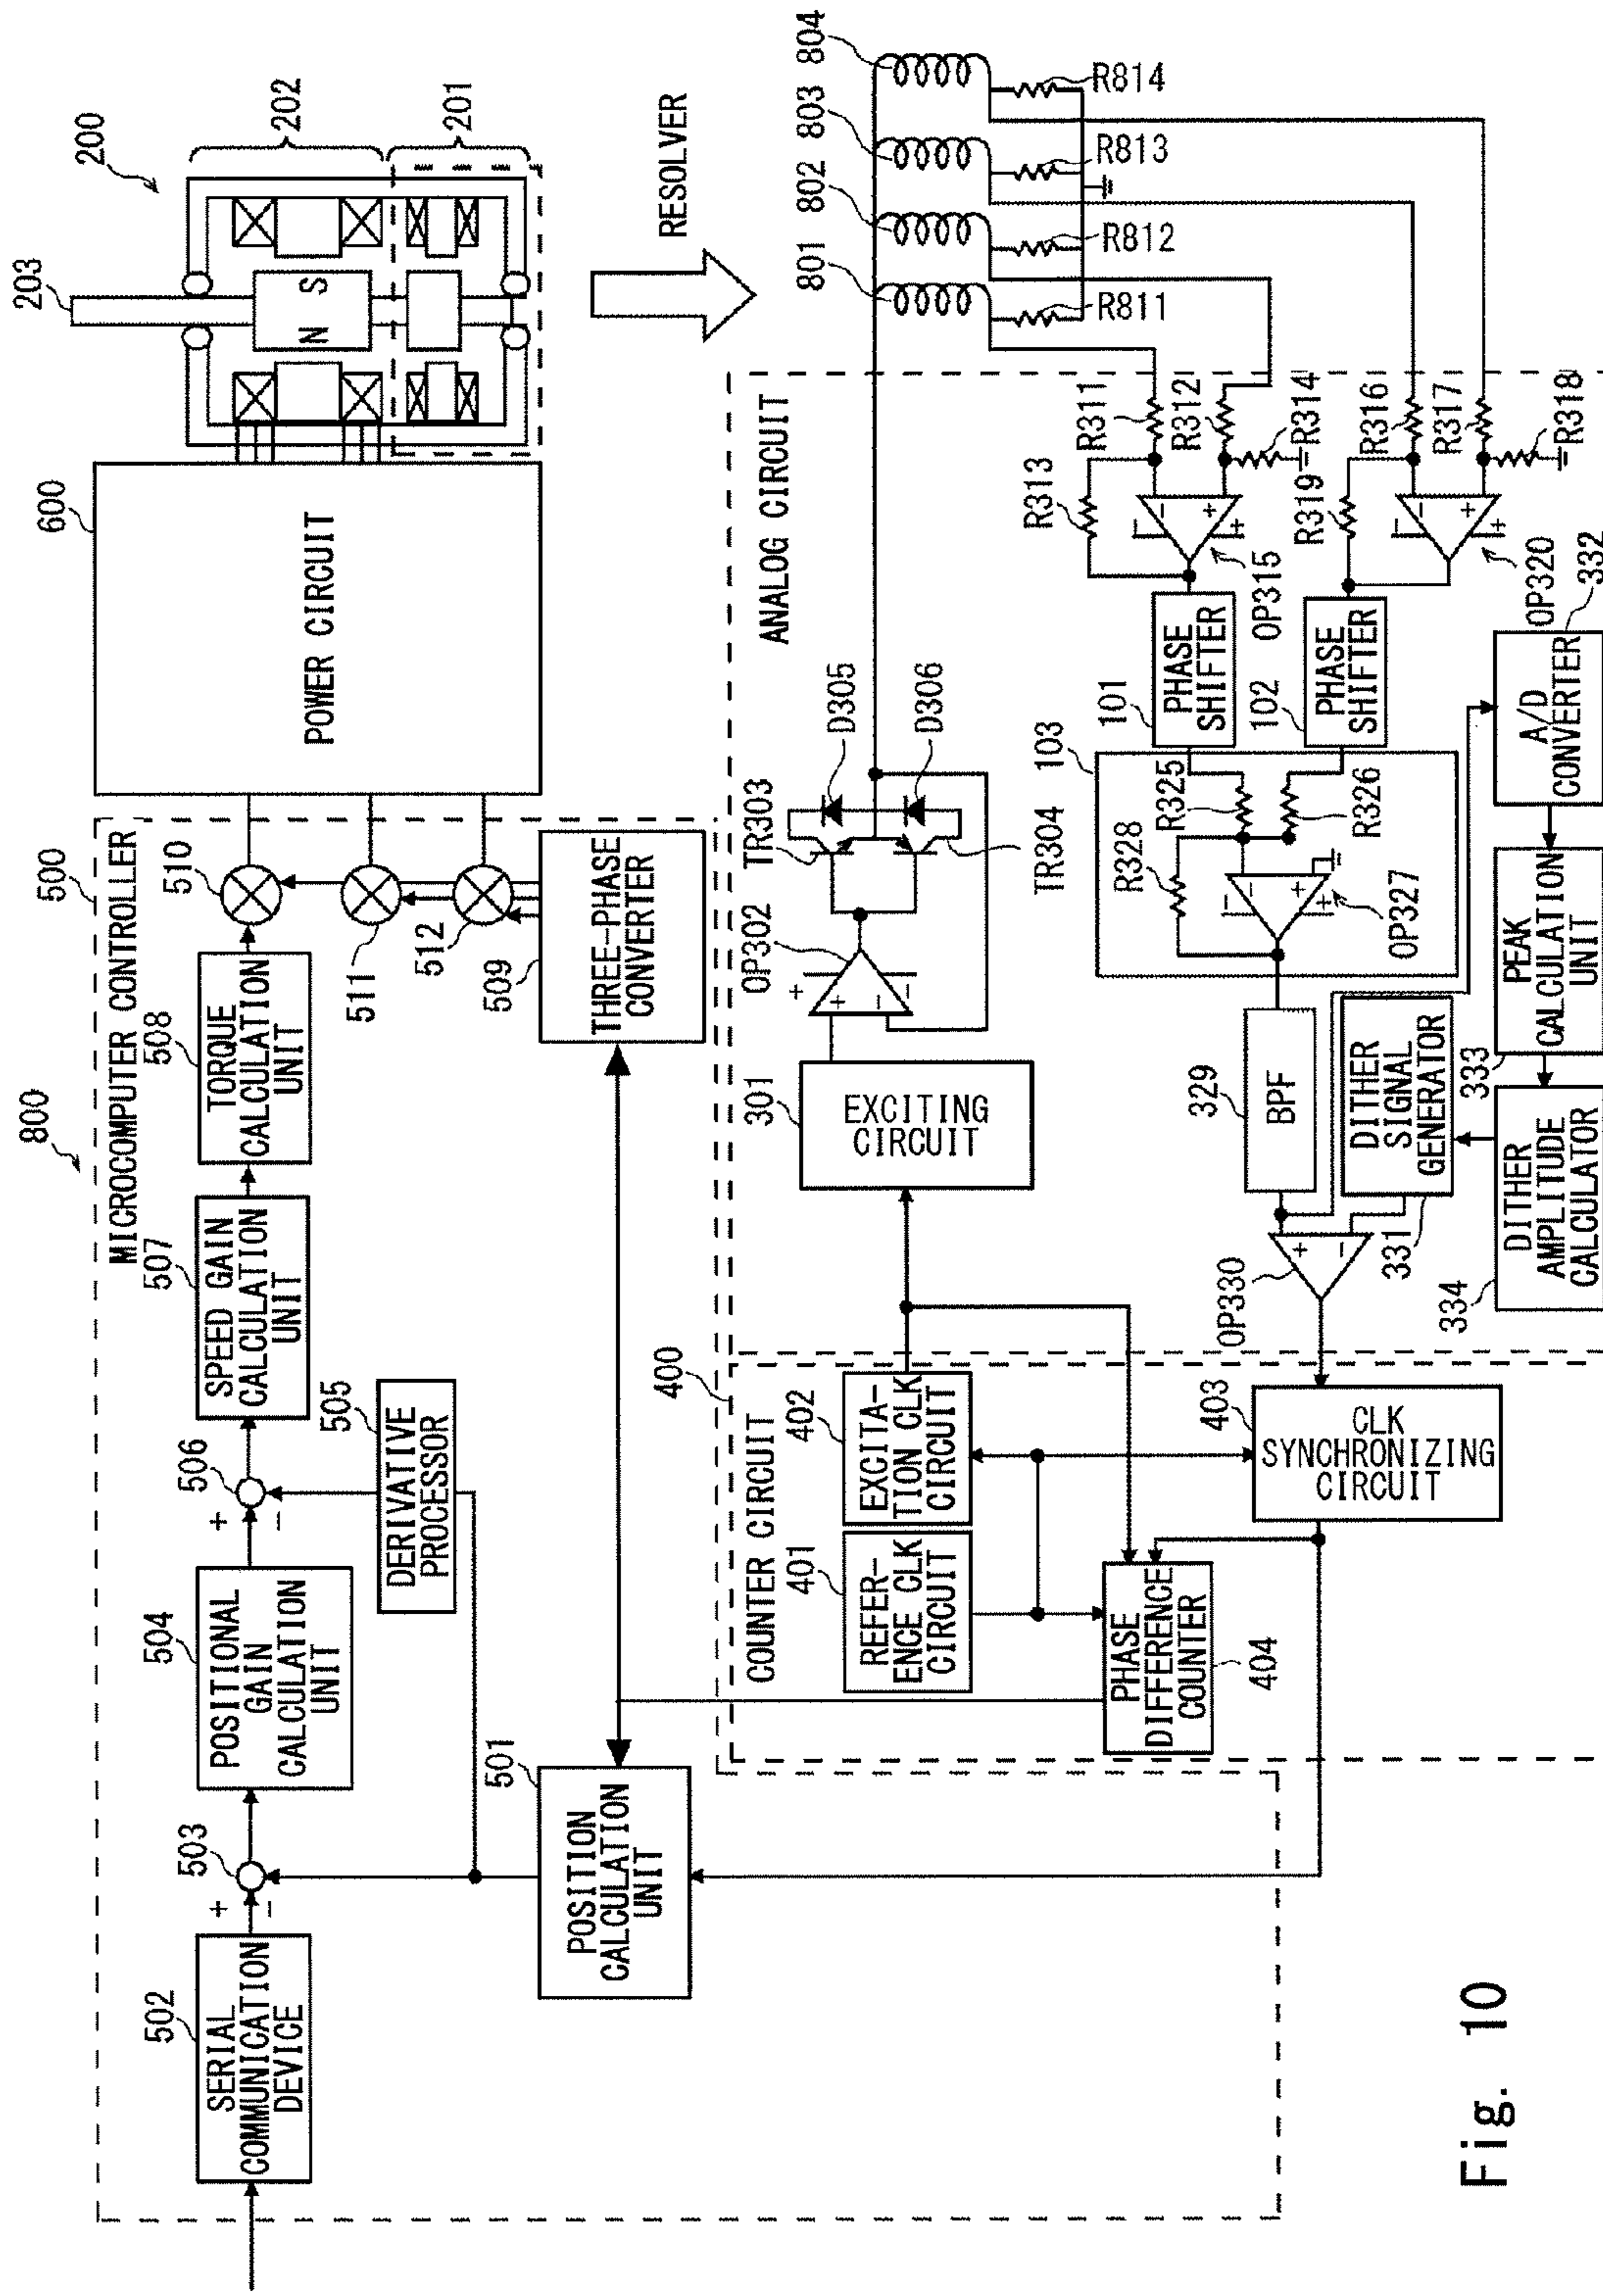 800
500
MICROCOMPUTER CONTROLLER
502
SERIAL
COMMUNICATION
DEVICE
503
+
−
504
POSITIONAL
GAIN
CALCULATION
UNIT
506
+
−
507
SPEED GAIN
CALCULATION
UNIT
508
TORQUE
CALCULATION
UNIT
510
511
512
505
DERIVATIVE
PROCESSOR
501
POSITION
CALCULATION
UNIT
509
THREE-PHASE
CONVERTER
600
POWER CIRCUIT
200
203
N
S
202
201
RESOLVER
400
COUNTER CIRCUIT
401
REFER-
ENCE CLK
CIRCUIT
402
EXCITA-
TION CLK
CIRCUIT
403
CLK
SYNCHRONIZING
CIRCUIT
PHASE
DIFFERENCE
COUNTER
404
ANALOG CIRCUIT
301
EXCITING
CIRCUIT
OP302
+
+
−
−
TR303
TR304
D305
D306
801
802
803
804
R811
R812
R813
R814
R311
R312
R313
R314
−
−
+
+
OP315
R316
R317
R318
R319
−
−
+
+
OP320
101
PHASE
SHIFTER
102
PHASE
SHIFTER
103
R325
R326
R328
−
−
+
+
OP327
329
BPF
OP330
+
−
331
DITHER
SIGNAL
GENERATOR
332
A/D
CONVERTER
333
PEAK
CALCULATION
UNIT
334
DITHER
AMPLITUDE
CALCULATOR
Fig. 10